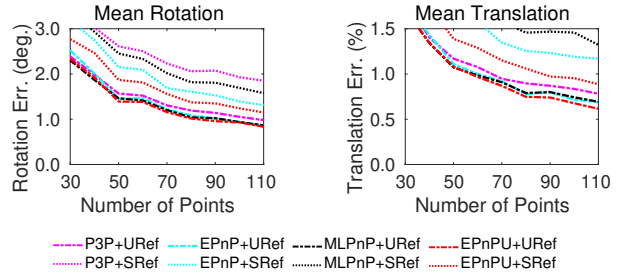 Mean Rotation
Rotation Err. (deg.)
3.0
2.0
1.0
0.0
30
50
70
90
110
Number of Points
Mean Translation
Translation Err. (%)
1.5
1.0
0.5
0.0
30
50
70
90
110
Number of Points
P3P+URef
EPnP+URef
MLPnP+URef
EPnPU+URef
P3P+SRef
EPnP+SRef
MLPnP+SRef
EPnPU+SRef